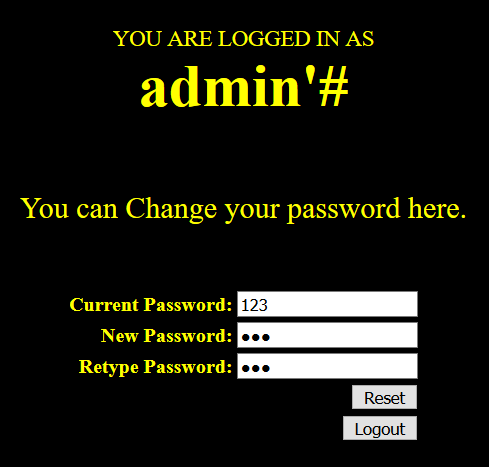 YOU ARE LOGGED IN AS
admin'#
You can Change your password here.
Current Password: 123
New Password: ●●●
Retype Password: ●●●
Reset
Logout